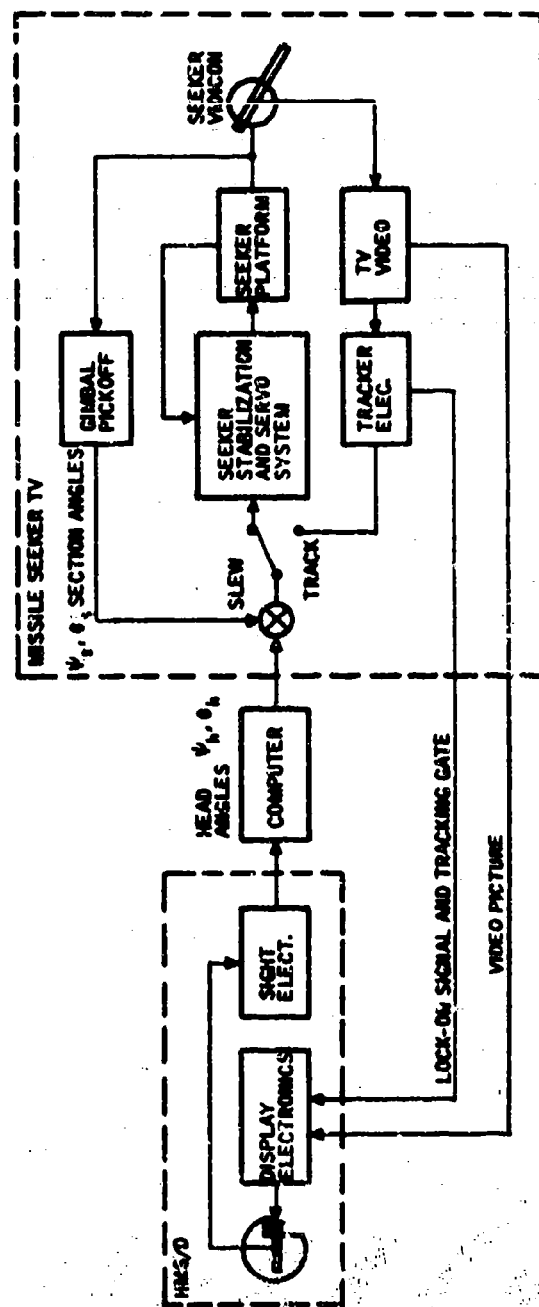 MISSILE SEEKER TV
SECTION ANGLES
GIMBAL
PICKOFF
SEEKER
VIDICON
SLEW
TRACK
SEEKER
STABILIZATION
AND SERVO
SYSTEM
SEEKER
PLATFORM
TRACKER
ELEC.
TV
VIDEO
HEAD
ANGLES
ψh, θh
COMPUTER
HMS/D
SIGHT
ELECT.
DISPLAY
ELECTRONICS
LOCK-ON SIGNAL AND TRACKING GATE
VIDEO PICTURE